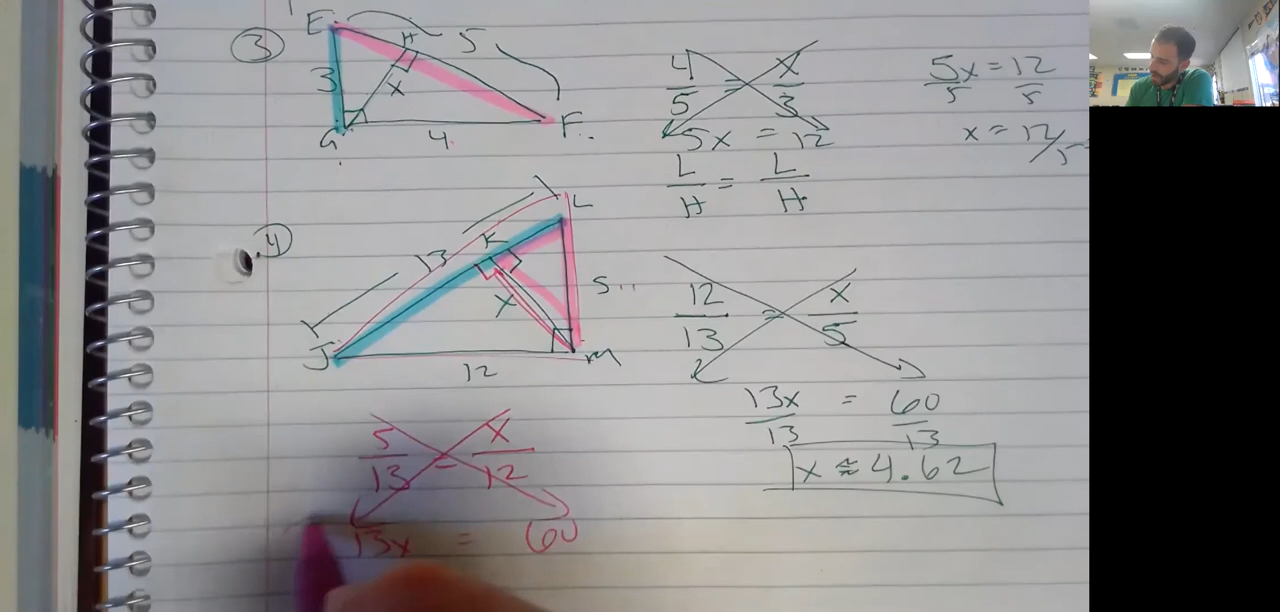 ③ E H 5
3 X
G 4 F
4/5 = X/3
5x = 12
L/H = L/H
5x/5 = 12/5
x = 12/5
④ L
K
13
X 5
J 12 M
12/13 = X/5
13x/13 = 60/13
x ≈ 4.62
5/13 = X/12
13x = 60